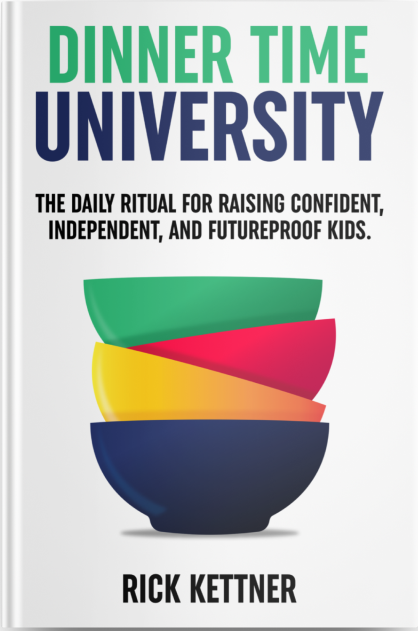 DINNER TIME
UNIVERSITY
THE DAILY RITUAL FOR RAISING CONFIDENT,
INDEPENDENT, AND FUTUREPROOF KIDS.
RICK KETTNER